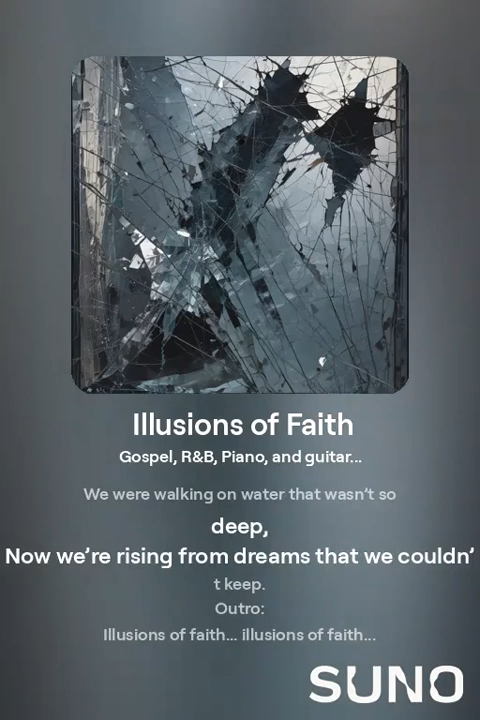 Illusions of Faith
Gospel, R&B, Piano, and guitar...
We were walking on water that wasn’t so
deep,
Now we’re rising from dreams that we couldn’
t keep.
Outro:
Illusions of faith... illusions of faith...
SUNO